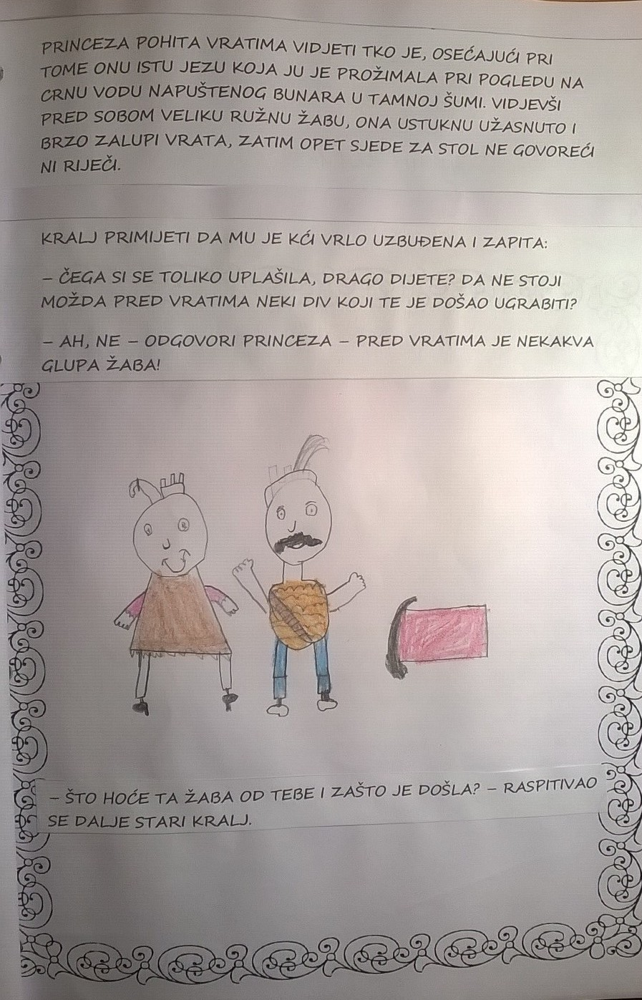 PRINCEZA POHITA VRATIMA VIDJETI TKO JE, OSEĆAJUĆI PRI
TOME ONU ISTU JEZU KOJA JU JE PROŽIMALA PRI POGLEDU NA
CRNU VODU NAPUŠTENOG BUNARA U TAMNOJ ŠUMI. VIDJEVŠI
PRED SOBOM VELIKU RUŽNU ŽABU, ONA USTUKNU UŽASNUTO I
BRZO ZALUPI VRATA, ZATIM OPET SJEDE ZA STOL NE GOVOREĆI
NI RIJEČI.
KRALJ PRIMIJETI DA MU JE KĆI VRLO UZBUĐENA I ZAPITA:
– ČEGA SI SE TOLIKO UPLAŠILA, DRAGO DIJETE? DA NE STOJI
MOŽDA PRED VRATIMA NEKI DIV KOJI TE JE DOŠAO UGRABITI?
– AH, NE – ODGOVORI PRINCEZA – PRED VRATIMA JE NEKAKVA
GLUPA ŽABA!
– ŠTO HOĆE TA ŽABA OD TEBE I ZAŠTO JE DOŠLA? – RASPITIVAO
SE DALJE STARI KRALJ.